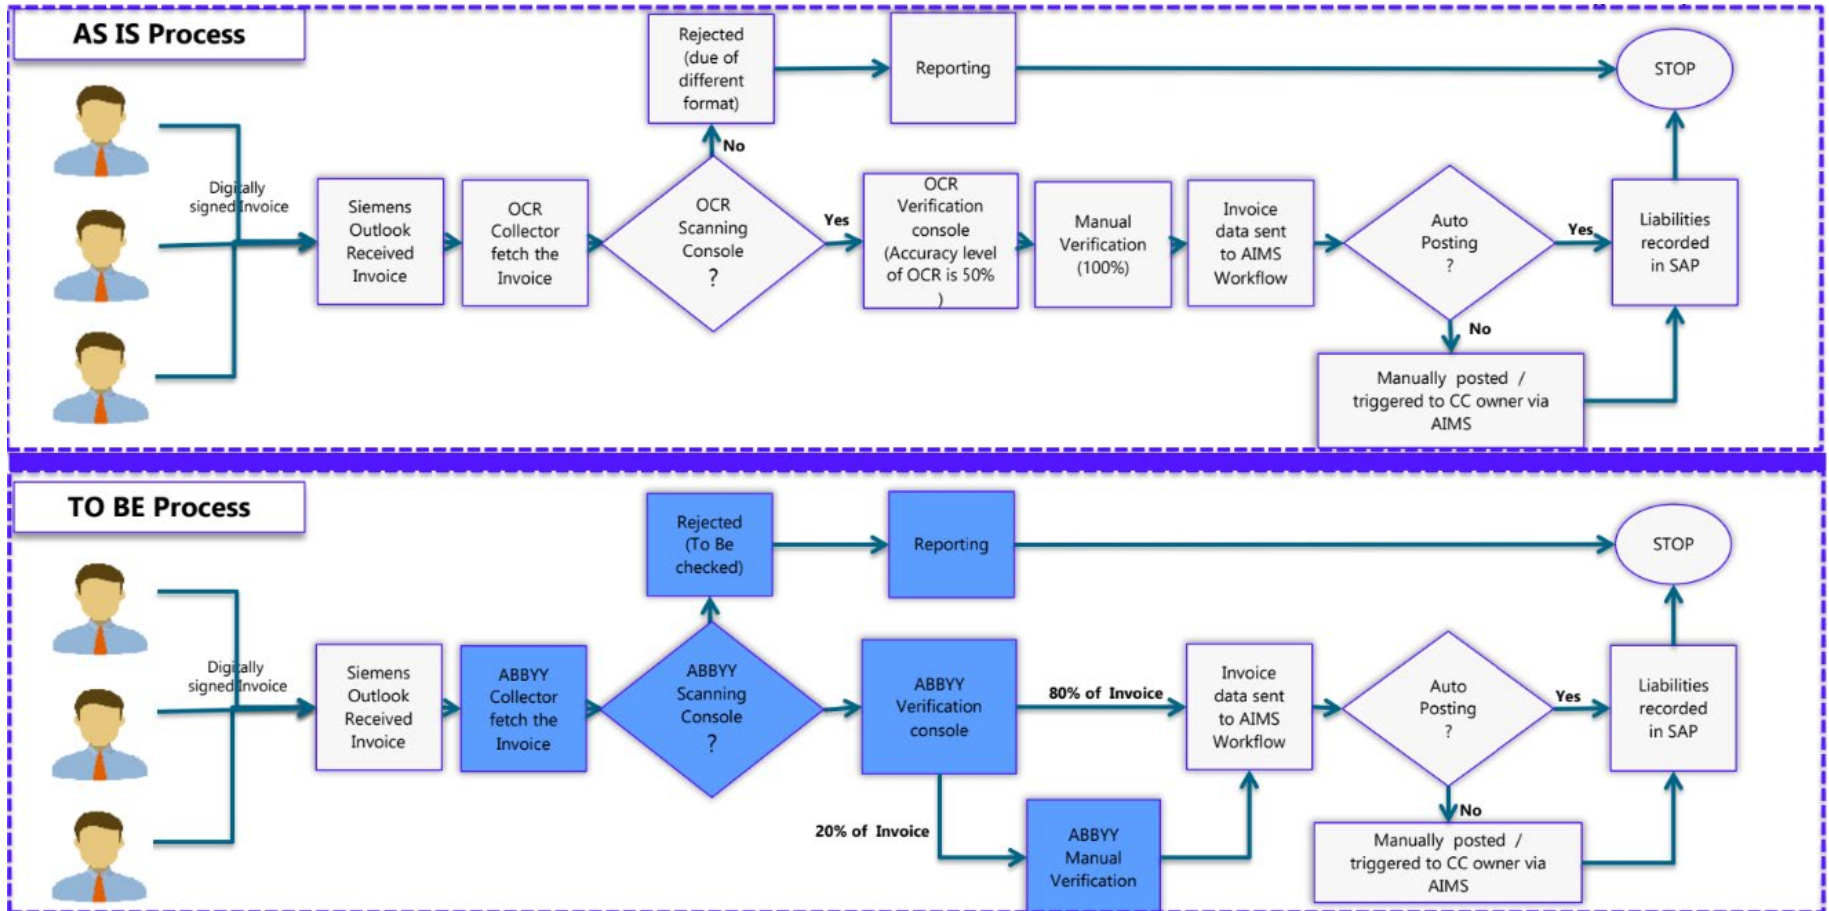 AS IS Process
Rejected
(due of
different
format)
Reporting
STOP
No
Digitally
signed Invoice
Siemens
Outlook
Received
Invoice
OCR
Collector
fetch the
Invoice
OCR
Scanning
Console
?
Yes
OCR
Verification
console
(Accuracy level
of OCR is 50%
)
Manual
Verification
(100%)
Invoice
data sent
to AIMS
Workflow
Auto
Posting
?
Yes
Liabilities
recorded
in SAP
No
Manually posted /
triggered to CC owner via
AIMS
TO BE Process
Rejected
(To Be
checked)
Reporting
STOP
Digitally
signed Invoice
Siemens
Outlook
Received
Invoice
ABBYY
Collector
fetch the
Invoice
ABBYY
Scanning
Console
?
ABBYY
Verification
console
80% of Invoice
20% of Invoice
ABBYY
Manual
Verification
Invoice
data sent
to AIMS
Workflow
Auto
Posting
?
Yes
Liabilities
recorded
in SAP
No
Manually posted /
triggered to CC owner via
AIMS